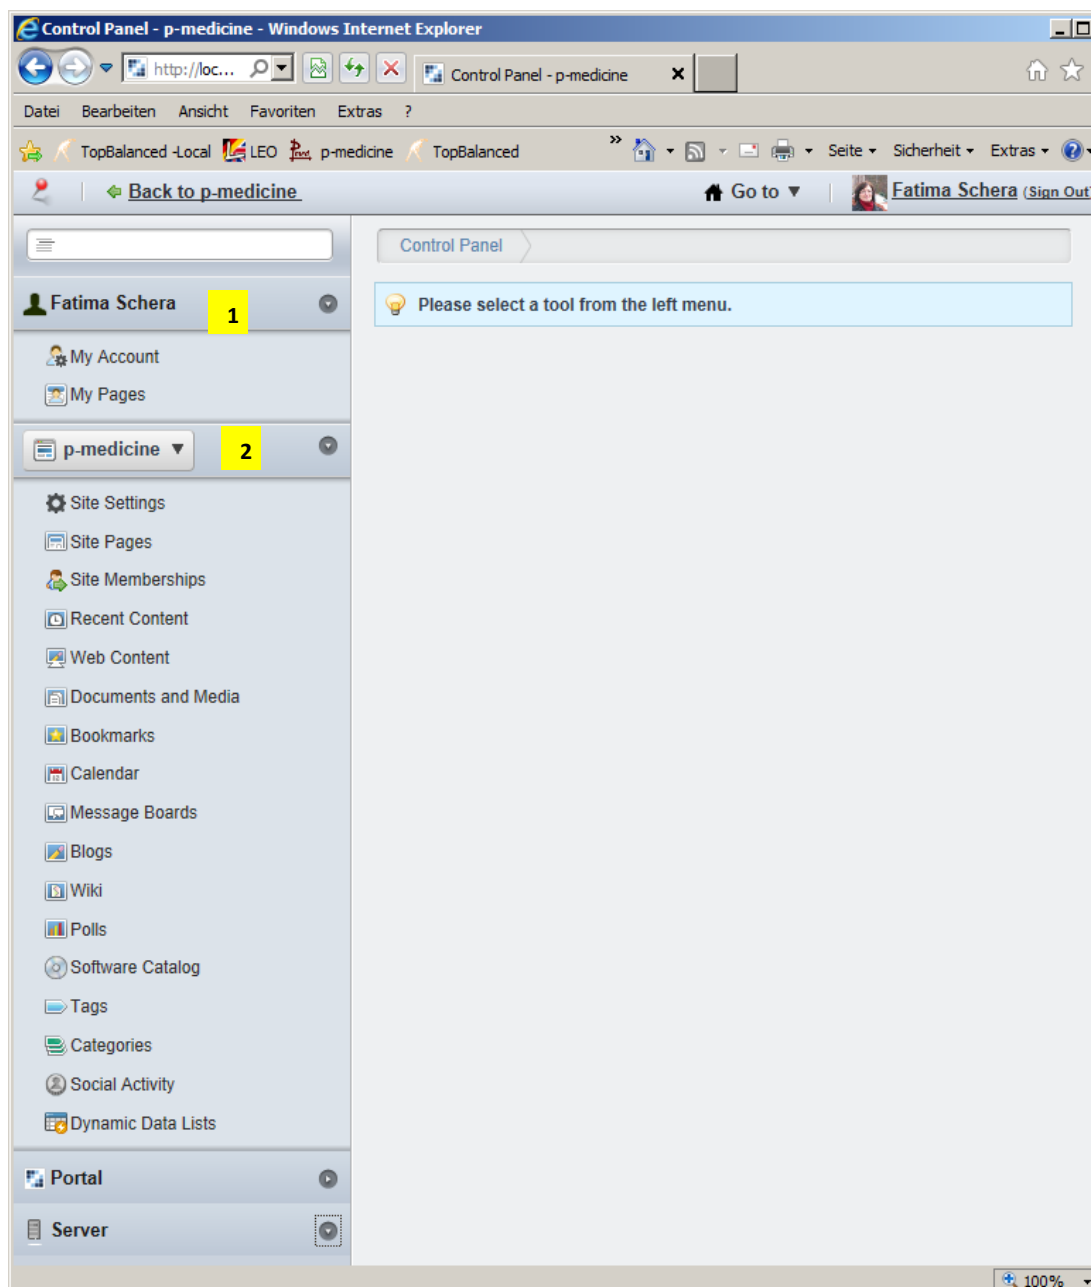 Control Panel - p-medicine - Windows Internet Explorer
http://loc... Control Panel - p-medicine
Datei Bearbeiten Ansicht Favoriten Extras ?
TopBalanced -Local LEO p-medicine TopBalanced » Seite Sicherheit Extras
Back to p-medicine Go to Fatima Schera (Sign Out)
Control Panel
Fatima Schera 1
Please select a tool from the left menu.
My Account
My Pages
p-medicine 2
Site Settings
Site Pages
Site Memberships
Recent Content
Web Content
Documents and Media
Bookmarks
Calendar
Message Boards
Blogs
Wiki
Polls
Software Catalog
Tags
Categories
Social Activity
Dynamic Data Lists
Portal
Server
100%